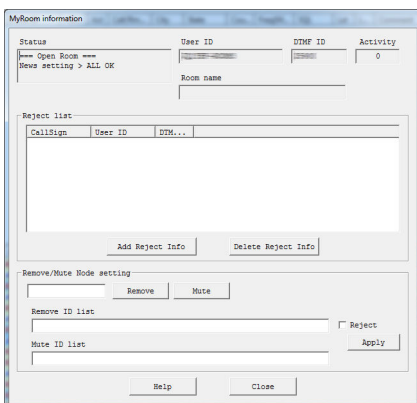 MyRoom information
Status
User ID
DTMF ID
Activity
=== Open Room ===
News setting > ALL OK
0
Room name
Reject list
CallSign
User ID
DTM...
Add Reject Info
Delete Reject Info
Remove/Mute Node setting
Remove
Mute
Remove ID list
Reject
Apply
Mute ID list
Help
Close